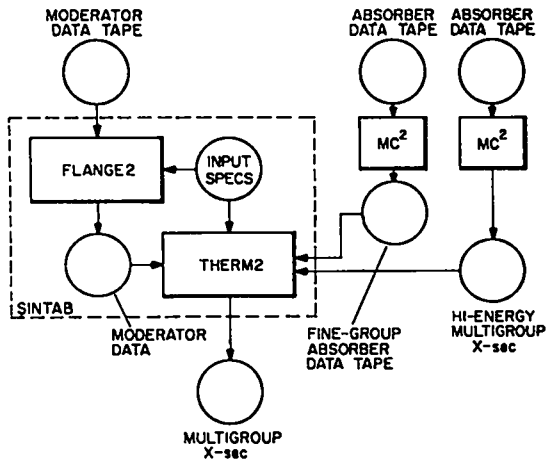 MODERATOR
DATA TAPE
ABSORBER
DATA TAPE
ABSORBER
DATA TAPE
FLANGE2
INPUT
SPECS
MC²
MC²
THERM2
SINTAB
MODERATOR
DATA
FINE-GROUP
ABSORBER
DATA TAPE
HI-ENERGY
MULTIGROUP
X-sec
MULTIGROUP
X-sec